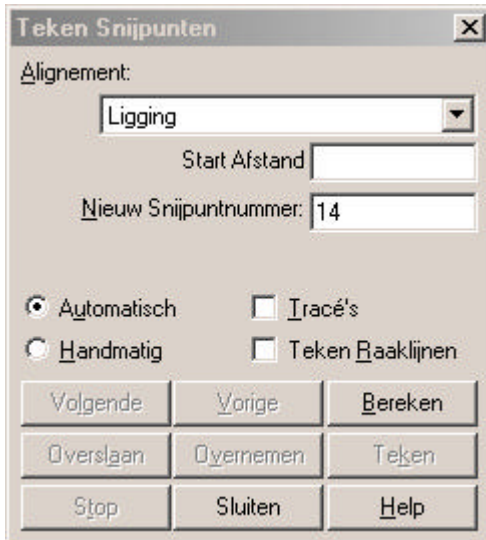 Teken Snijpunten
Alignement:
Ligging
Start Afstand
Nieuw Snijpuntnummer: 14
Automatisch Tracé's
Handmatig Teken Raaklijnen
Volgende Vorige Bereken
Overslaan Overnemen Teken
Stop Sluiten Help